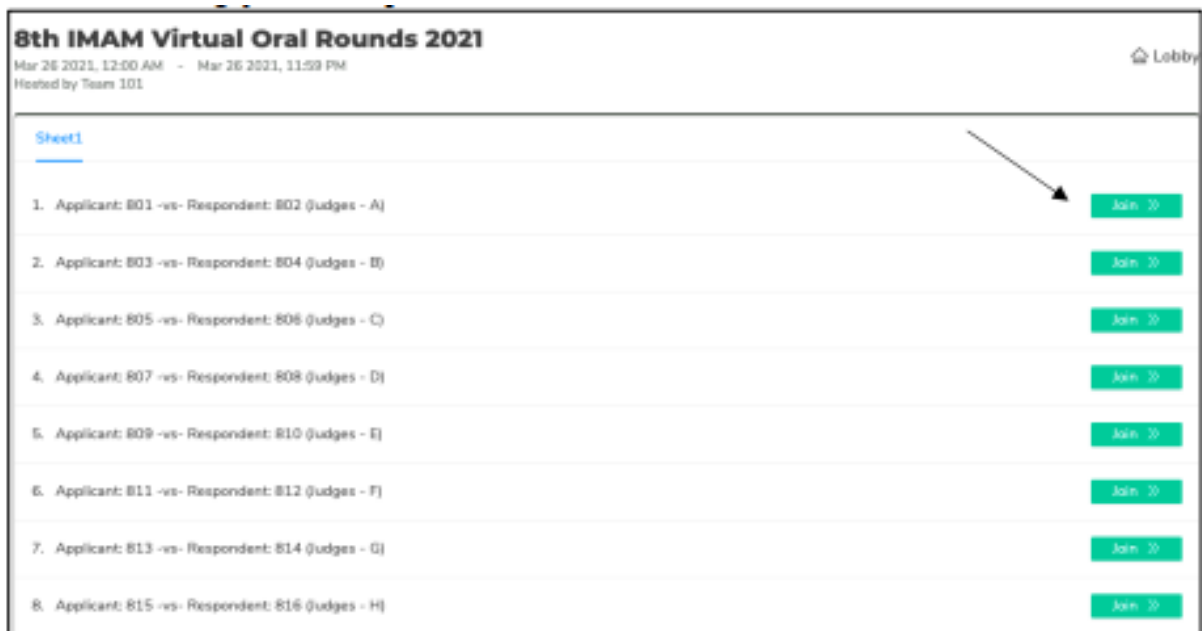 8th IMAM Virtual Oral Rounds 2021
Mar 26 2021, 12:00 AM - Mar 26 2021, 11:59 PM
Hosted by Team 101
Lobby
Sheet1
1. Applicant: 801 -vs- Respondent: 802 (Judges - A)
Join »
2. Applicant: 803 -vs- Respondent: 804 (Judges - B)
Join »
3. Applicant: 805 -vs- Respondent: 806 (Judges - C)
Join »
4. Applicant: 807 -vs- Respondent: 808 (Judges - D)
Join »
5. Applicant: 809 -vs- Respondent: 810 (Judges - E)
Join »
6. Applicant: 811 -vs- Respondent: 812 (Judges - F)
Join »
7. Applicant: 813 -vs- Respondent: 814 (Judges - G)
Join »
8. Applicant: 815 -vs- Respondent: 816 (Judges - H)
Join »